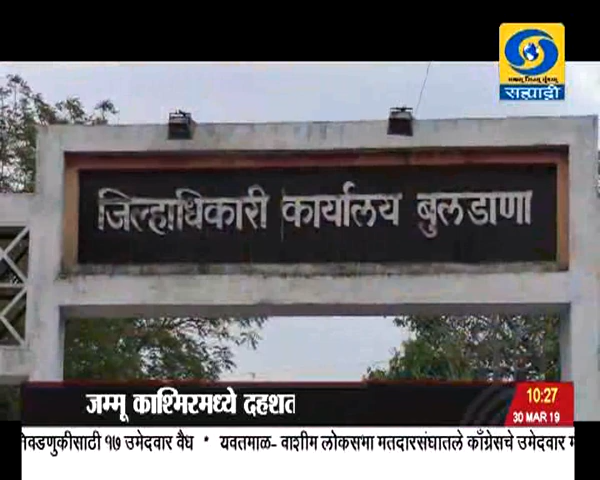 सह्याद्री
जिल्हाधिकारी कार्यालय बुलडाणा
जम्मू काश्मिरमध्ये दहशत
10:27
30 MAR 19
निवडणुकीसाठी १७ उमेदवार वैध * यवतमाळ- वाशीम लोकसभा मतदारसंघातले काँग्रेसचे उमेदवार